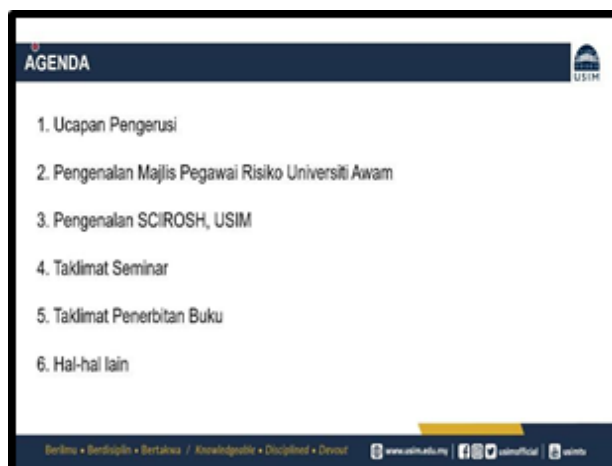 AGENDA
USIM
1. Ucapan Pengerusi
2. Pengenalan Majlis Pegawai Risiko Universiti Awam
3. Pengenalan SCIROSH, USIM
4. Taklimat Seminar
5. Taklimat Penerbitan Buku
6. Hal-hal lain
Berilmu • Berdisiplin • Bertakwa / Knowledgeable • Disciplined • Devout www.usim.edu.my usimofficial usimtv